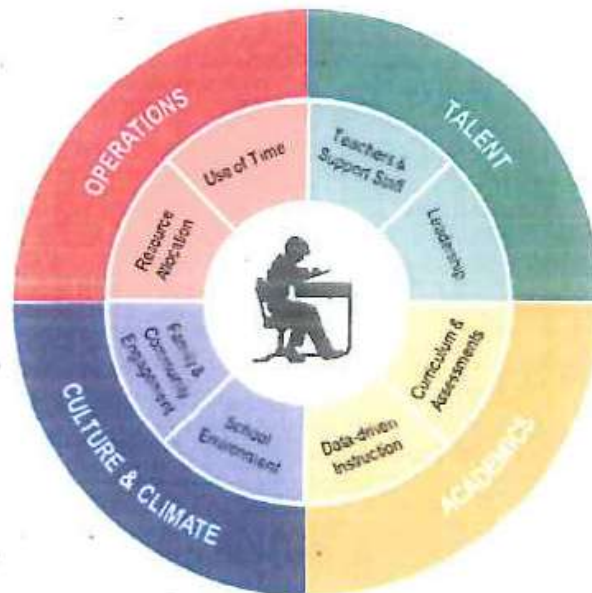 OPERATIONS
TALENT
Use of Time
Teachers &
Support Staff
Resource
Allocation
Leadership
Family &
Community
Engagement
Curriculum &
Assessments
School
Environment
Data-driven
Instruction
CULTURE & CLIMATE
ACADEMICS